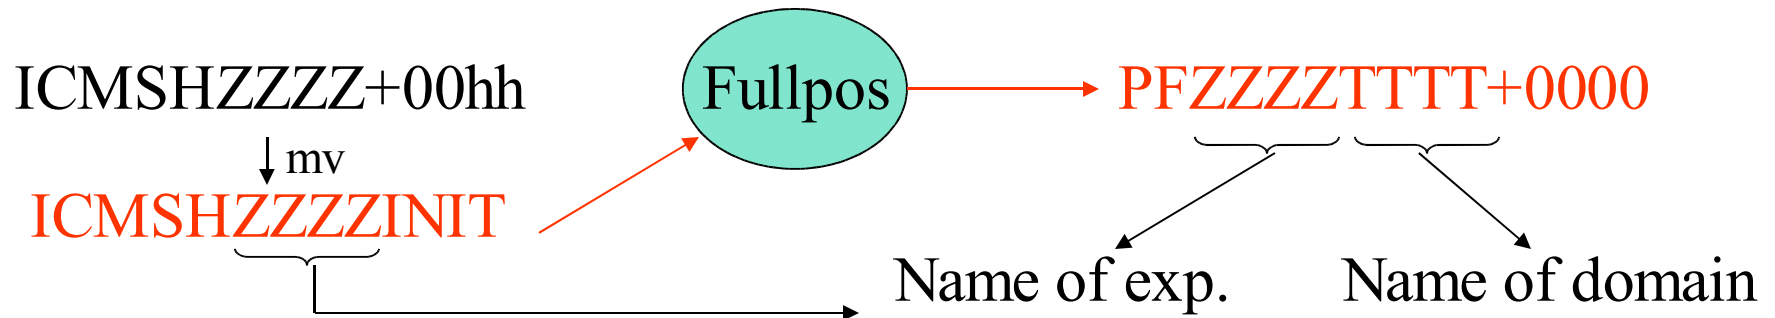 ICMSHZZZZ+00hh
mv
ICMSHZZZZINIT
Fullpos
PFZZZZTTTT+0000
Name of exp.
Name of domain